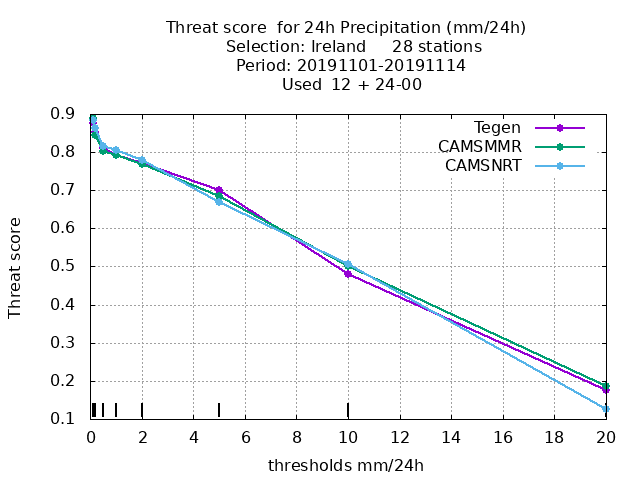 Threat score  for 24h Precipitation (mm/24h)
Selection: Ireland     28 stations
Period: 20191101-20191114
Used  12 + 24-00
Tegen
CAMSMMR
CAMSNRT
Threat score
0.9
0.8
0.7
0.6
0.5
0.4
0.3
0.2
0.1
0 2 4 6 8 10 12 14 16 18 20
thresholds mm/24h